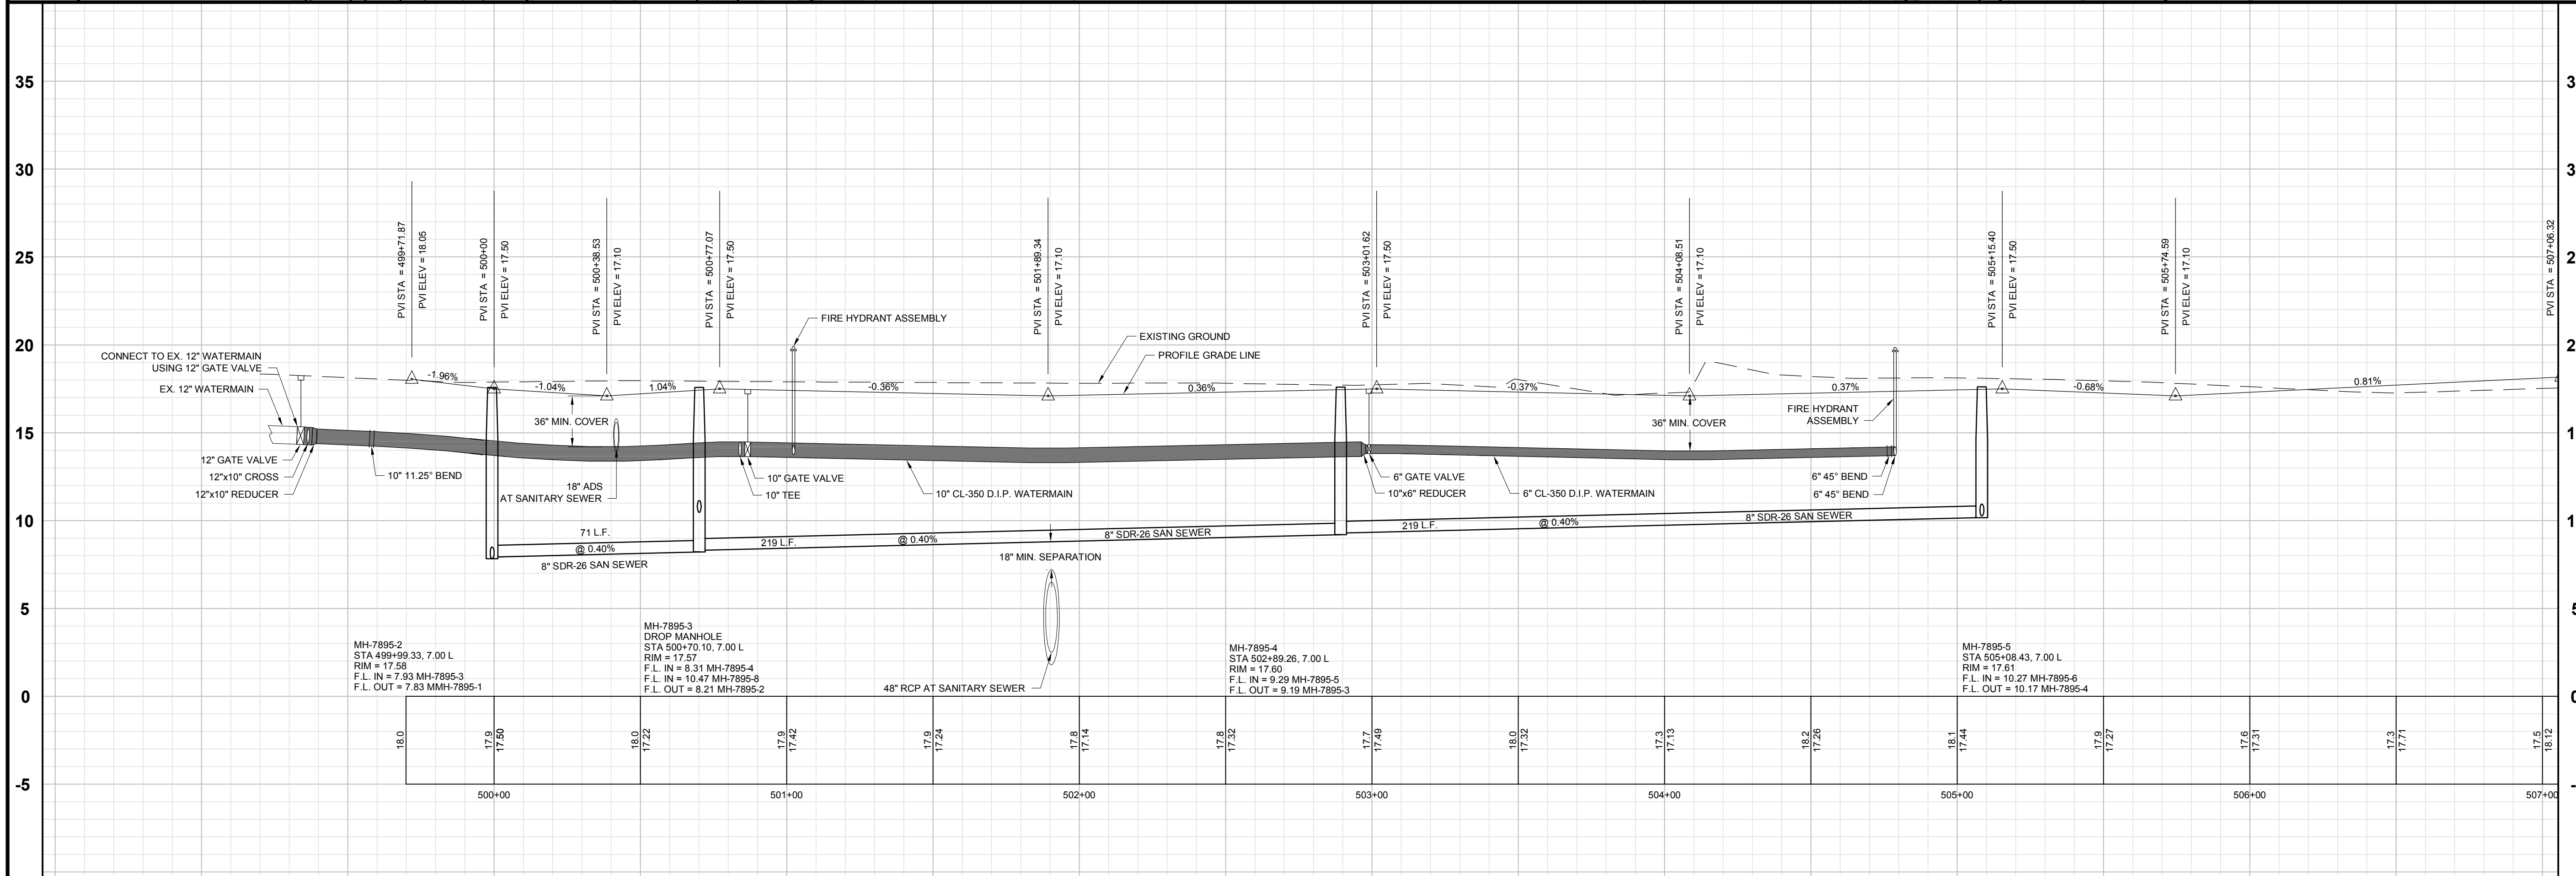 35
30
25
20
15
10
5
0
-5
3
3
2
2
1
1
5
0
-
PVI STA = 499+71.87
PVI ELEV = 18.05
PVI STA = 500+00
PVI ELEV = 17.50
PVI STA = 500+38.53
PVI ELEV = 17.10
PVI STA = 500+77.07
PVI ELEV = 17.50
PVI STA = 501+89.34
PVI ELEV = 17.10
PVI STA = 503+01.62
PVI ELEV = 17.50
PVI STA = 504+08.51
PVI ELEV = 17.10
PVI STA = 505+15.40
PVI ELEV = 17.50
PVI STA = 505+74.59
PVI ELEV = 17.10
PVI STA = 507+06.32
FIRE HYDRANT ASSEMBLY
EXISTING GROUND
PROFILE GRADE LINE
CONNECT TO EX. 12" WATERMAIN
USING 12" GATE VALVE
EX. 12" WATERMAIN
-1.96%
-1.04%
1.04%
-0.36%
0.36%
-0.37%
0.37%
-0.68%
0.81%
36" MIN. COVER
36" MIN. COVER
FIRE HYDRANT
ASSEMBLY
12" GATE VALVE
12"x10" CROSS
12"x10" REDUCER
10" 11.25° BEND
18" ADS
AT SANITARY SEWER
10" GATE VALVE
10" TEE
10" CL-350 D.I.P. WATERMAIN
6" GATE VALVE
10"x6" REDUCER
6" CL-350 D.I.P. WATERMAIN
6" 45° BEND
6" 45° BEND
71 L.F.
@ 0.40%
8" SDR-26 SAN SEWER
219 L.F.
@ 0.40%
8" SDR-26 SAN SEWER
219 L.F.
@ 0.40%
8" SDR-26 SAN SEWER
18" MIN. SEPARATION
48" RCP AT SANITARY SEWER
MH-7895-2
STA 499+99.33, 7.00 L
RIM = 17.58
F.L. IN = 7.93 MH-7895-3
F.L. OUT = 7.83 MMH-7895-1
MH-7895-3
DROP MANHOLE
STA 500+70.10, 7.00 L
RIM = 17.57
F.L. IN = 8.31 MH-7895-4
F.L. IN = 10.47 MH-7895-8
F.L. OUT = 8.21 MH-7895-2
MH-7895-4
STA 502+89.26, 7.00 L
RIM = 17.60
F.L. IN = 9.29 MH-7895-5
F.L. OUT = 9.19 MH-7895-3
MH-7895-5
STA 505+08.43, 7.00 L
RIM = 17.61
F.L. IN = 10.27 MH-7895-6
F.L. OUT = 10.17 MH-7895-4
18.0
17.9
17.50
18.0
17.22
17.9
17.42
17.9
17.24
17.8
17.14
17.8
17.32
17.7
17.49
18.0
17.32
17.3
17.13
18.2
17.26
18.1
17.44
17.9
17.27
17.6
17.31
17.3
17.71
17.5
18.12
500+00
501+00
502+00
503+00
504+00
505+00
506+00
507+00